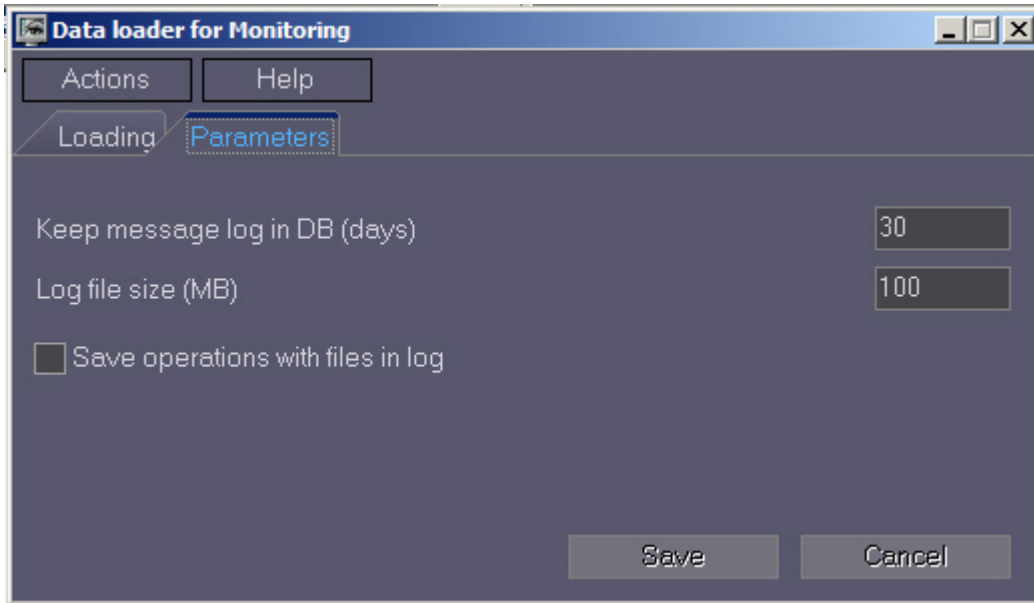 Data loader for Monitoring
Actions Help
Loading Parameters
Keep message log in DB (days) 30
Log file size (MB) 100
Save operations with files in log
Save Cancel